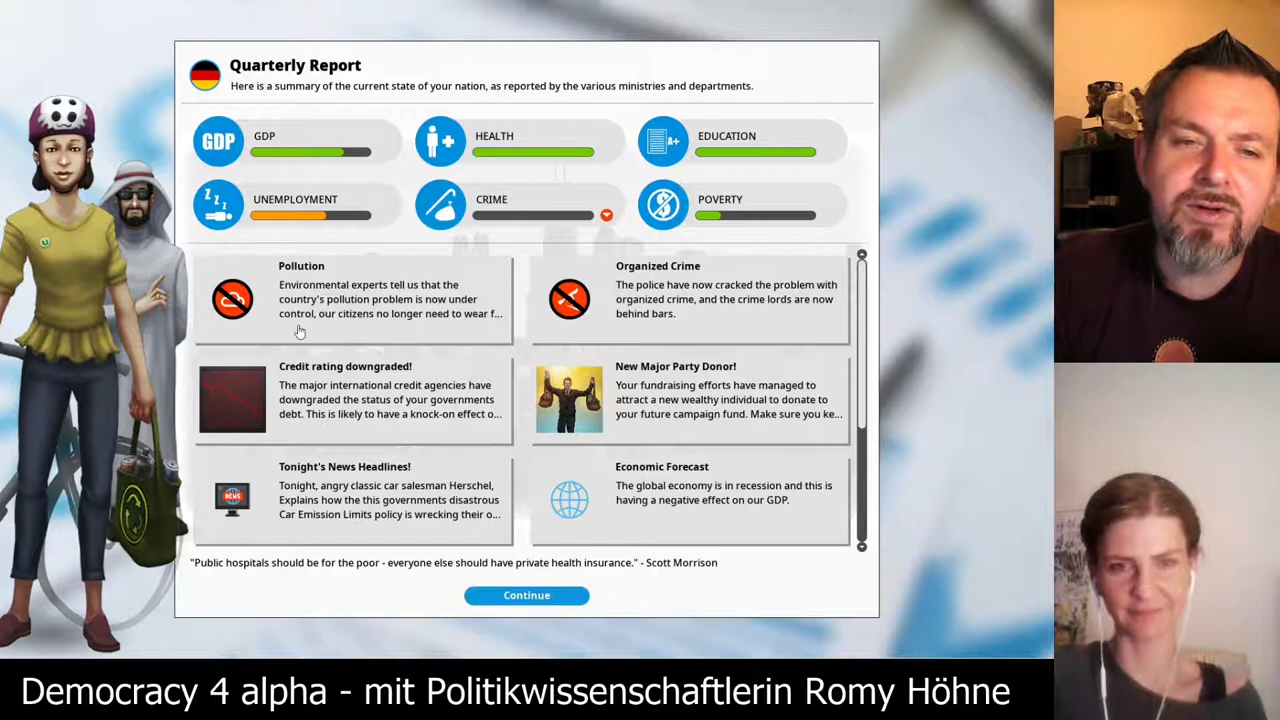 Quarterly Report
Here is a summary of the current state of your nation, as reported by the various ministries and departments.
GDP
GDP
HEALTH
A+
EDUCATION
Z Z Z
UNEMPLOYMENT
CRIME
POVERTY
Pollution
Environmental experts tell us that the
country's pollution problem is now under
control, our citizens no longer need to wear f...
Organized Crime
The police have now cracked the problem with
organized crime, and the crime lords are now
behind bars.
Credit rating downgraded!
The major international credit agencies have
downgraded the status of your governments
debt. This is likely to have a knock-on effect o...
New Major Party Donor!
Your fundraising efforts have managed to
attract a new wealthy individual to donate to
your future campaign fund. Make sure you ke...
NEWS
Tonight's News Headlines!
Tonight, angry classic car salesman Herschel,
Explains how the this governments disastrous
Car Emission Limits policy is wrecking their o...
Economic Forecast
The global economy is in recession and this is
having a negative effect on our GDP.
"Public hospitals should be for the poor - everyone else should have private health insurance." - Scott Morrison
Continue
Democracy 4 alpha - mit Politikwissenschaftlerin Romy Höhne